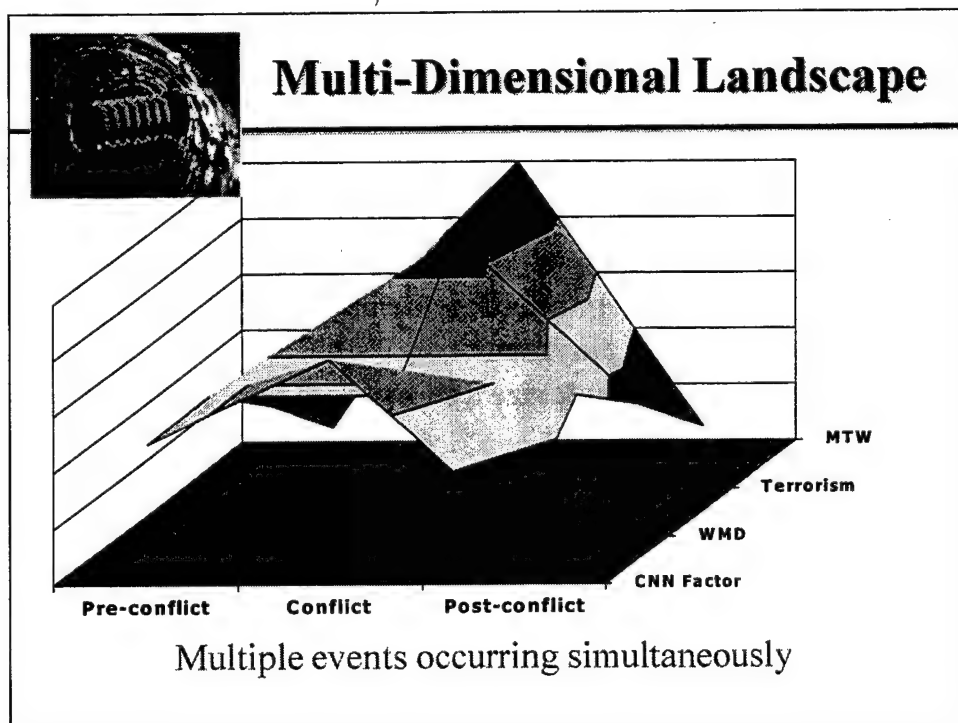 Multi-Dimensional Landscape
MTW
Terrorism
WMD
CNN Factor
Pre-conflict
Conflict
Post-conflict
Multiple events occurring simultaneously